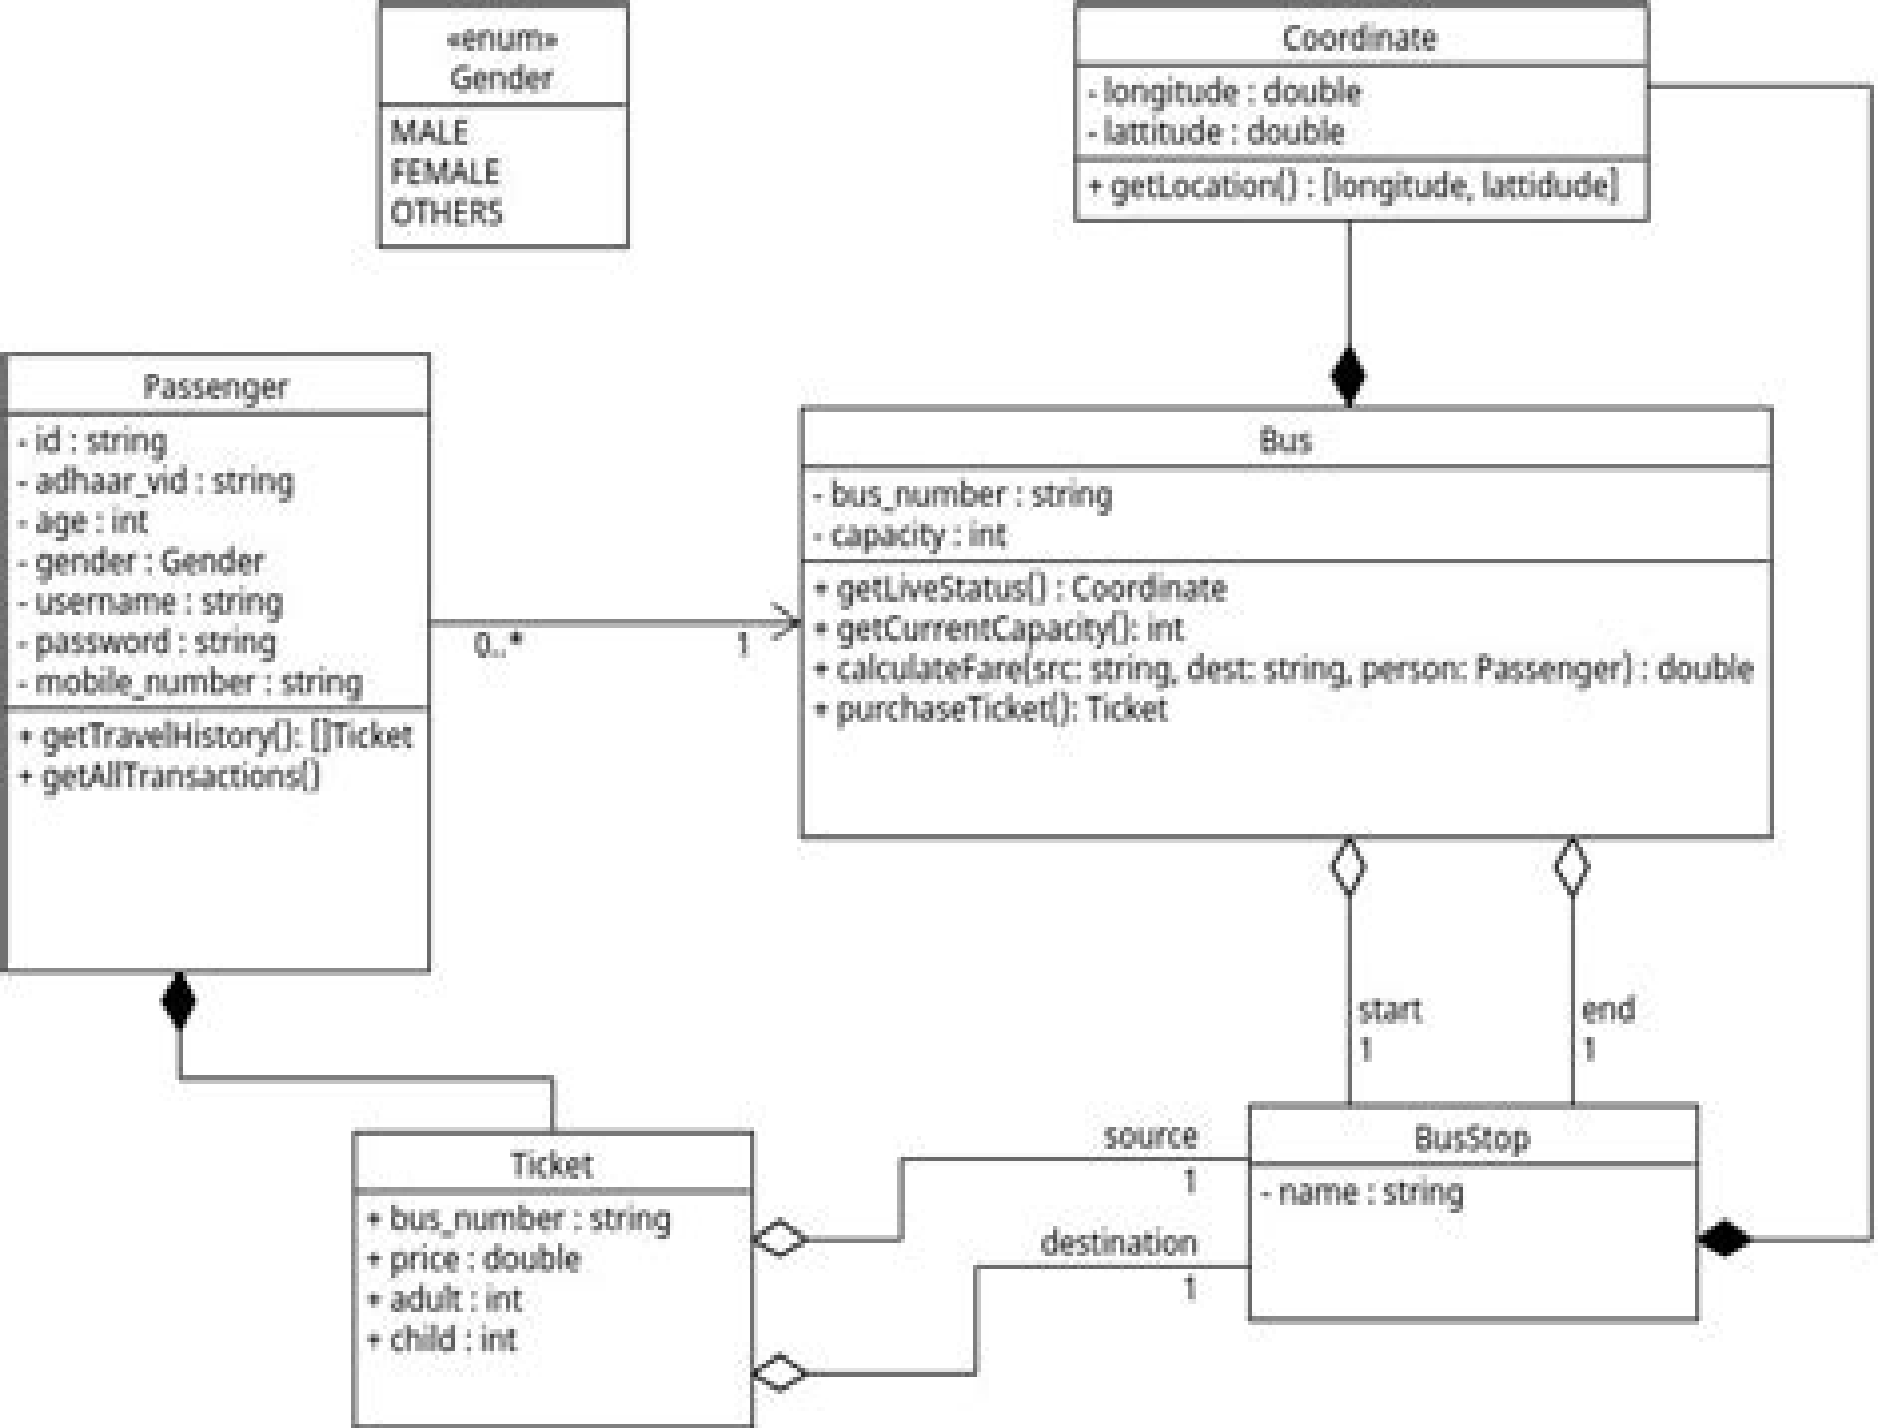 «enum»
Gender
MALE
FEMALE
OTHERS
Coordinate
- longitude : double
- lattitude : double
+ getLocation() : [longitude, lattidude]
Passenger
- id : string
- adhaar_vid : string
- age : int
- gender : Gender
- username : string
- password : string
- mobile_number : string
+ getTravelHistory(): []Ticket
+ getAllTransactions()
0..*
1
Bus
- bus_number : string
- capacity : int
+ getLiveStatus() : Coordinate
+ getCurrentCapacity(): int
+ calculateFare(src: string, dest: string, person: Passenger) : double
+ purchaseTicket(): Ticket
start
1
end
1
Ticket
+ bus_number : string
+ price : double
+ adult : int
+ child : int
source
1
destination
1
BusStop
- name : string